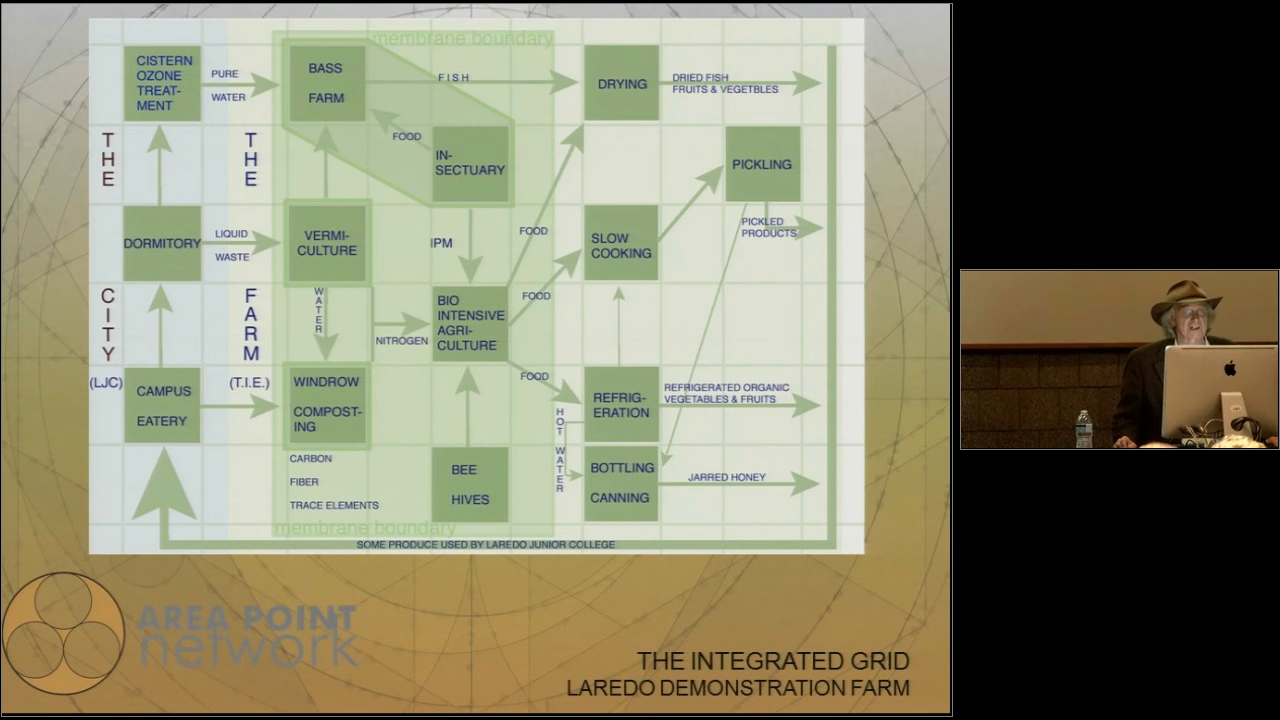 membrane boundary
CISTERN
OZONE
TREAT-
MENT
PURE
WATER
BASS
FARM
FISH
DRYING
DRIED FISH
FRUITS & VEGETBLES
THE
THE
FOOD
IN-
SECTUARY
PICKLING
PICKLED
PRODUCTS
DORMITORY
LIQUID
WASTE
VERMI-
CULTURE
IPM
FOOD
SLOW
COOKING
CITY
(LJC)
FARM
(T.I.E.)
WATER
NITROGEN
BIO
INTENSIVE
AGRI-
CULTURE
FOOD
FOOD
CAMPUS
EATERY
WINDROW
COMPOST-
ING
REFRIG-
ERATION
REFRIGERATED ORGANIC
VEGETABLES & FRUITS
HOT WATER
CARBON
FIBER
TRACE ELEMENTS
BEE
HIVES
BOTTLING
CANNING
JARRED HONEY
membrane boundary
SOME PRODUCE USED BY LAREDO JUNIOR COLLEGE
AREA POINT
network
THE INTEGRATED GRID
LAREDO DEMONSTRATION FARM